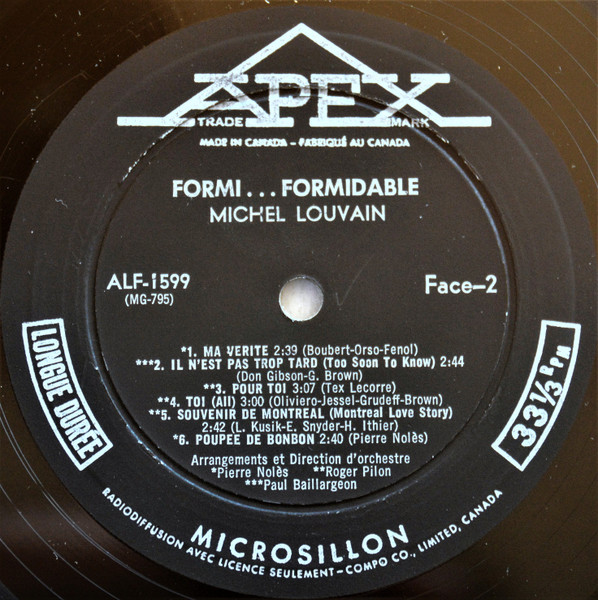 APEX
TRADE MARK
MADE IN CANADA – FABRIQUÉ AU CANADA
FORMI... FORMIDABLE
MICHEL LOUVAIN
ALF-1599
(MG-795)
Face-2
*1. MA VERITE 2:39 (Boubert-Orso-Fenol)
***2. IL N'EST PAS TROP TARD (Too Soon To Know) 2:44
(Don Gibson-G. Brown)
**3. POUR TOI 3:07 (Tex Lecorre)
*4. TOI (All) 3:00 (Oliviero-Jessel-Grudeff-Brown)
**5. SOUVENIR DE MONTREAL (Montreal Love Story)
2:42 (L. Kusik-E. Snyder-H. Ithier)
*6. POUPEE DE BONBON 2:40 (Pierre Nolès)
Arrangements et Direction d'orchestre
*Pierre Nolès **Roger Pilon
***Paul Baillargeon
LONGUE DURÉE
33 1/3 RPM
MICROSILLON
RADIODIFFUSION AVEC LICENCE SEULEMENT–COMPO CO., LIMITED, CANADA